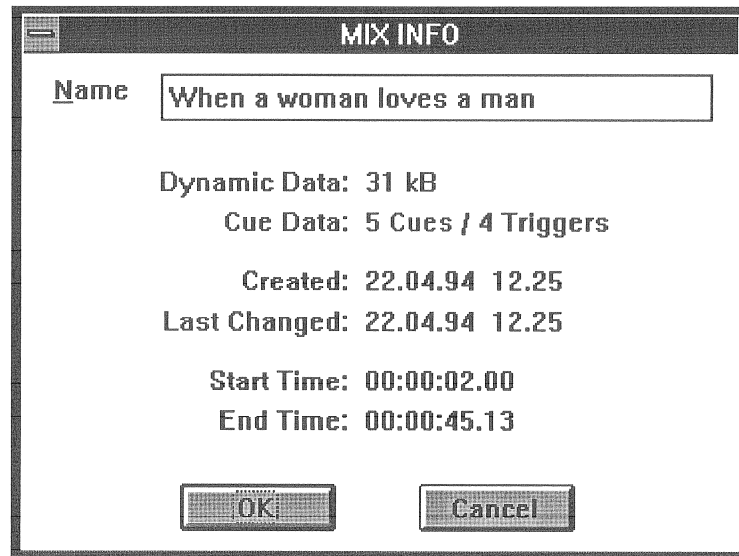 MIX INFO
Name When a woman loves a man
Dynamic Data: 31 kB
Cue Data: 5 Cues / 4 Triggers
Created: 22.04.94 12.25
Last Changed: 22.04.94 12.25
Start Time: 00:00:02.00
End Time: 00:00:45.13
OK Cancel